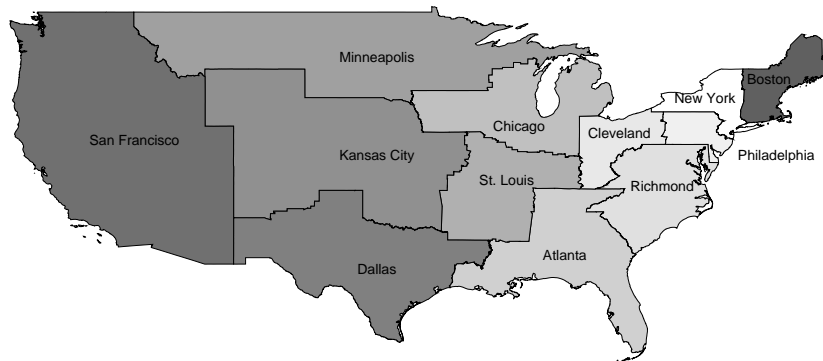 Minneapolis
Boston
New York
Chicago
Cleveland
San Francisco
Kansas City
Philadelphia
St. Louis
Richmond
Atlanta
Dallas